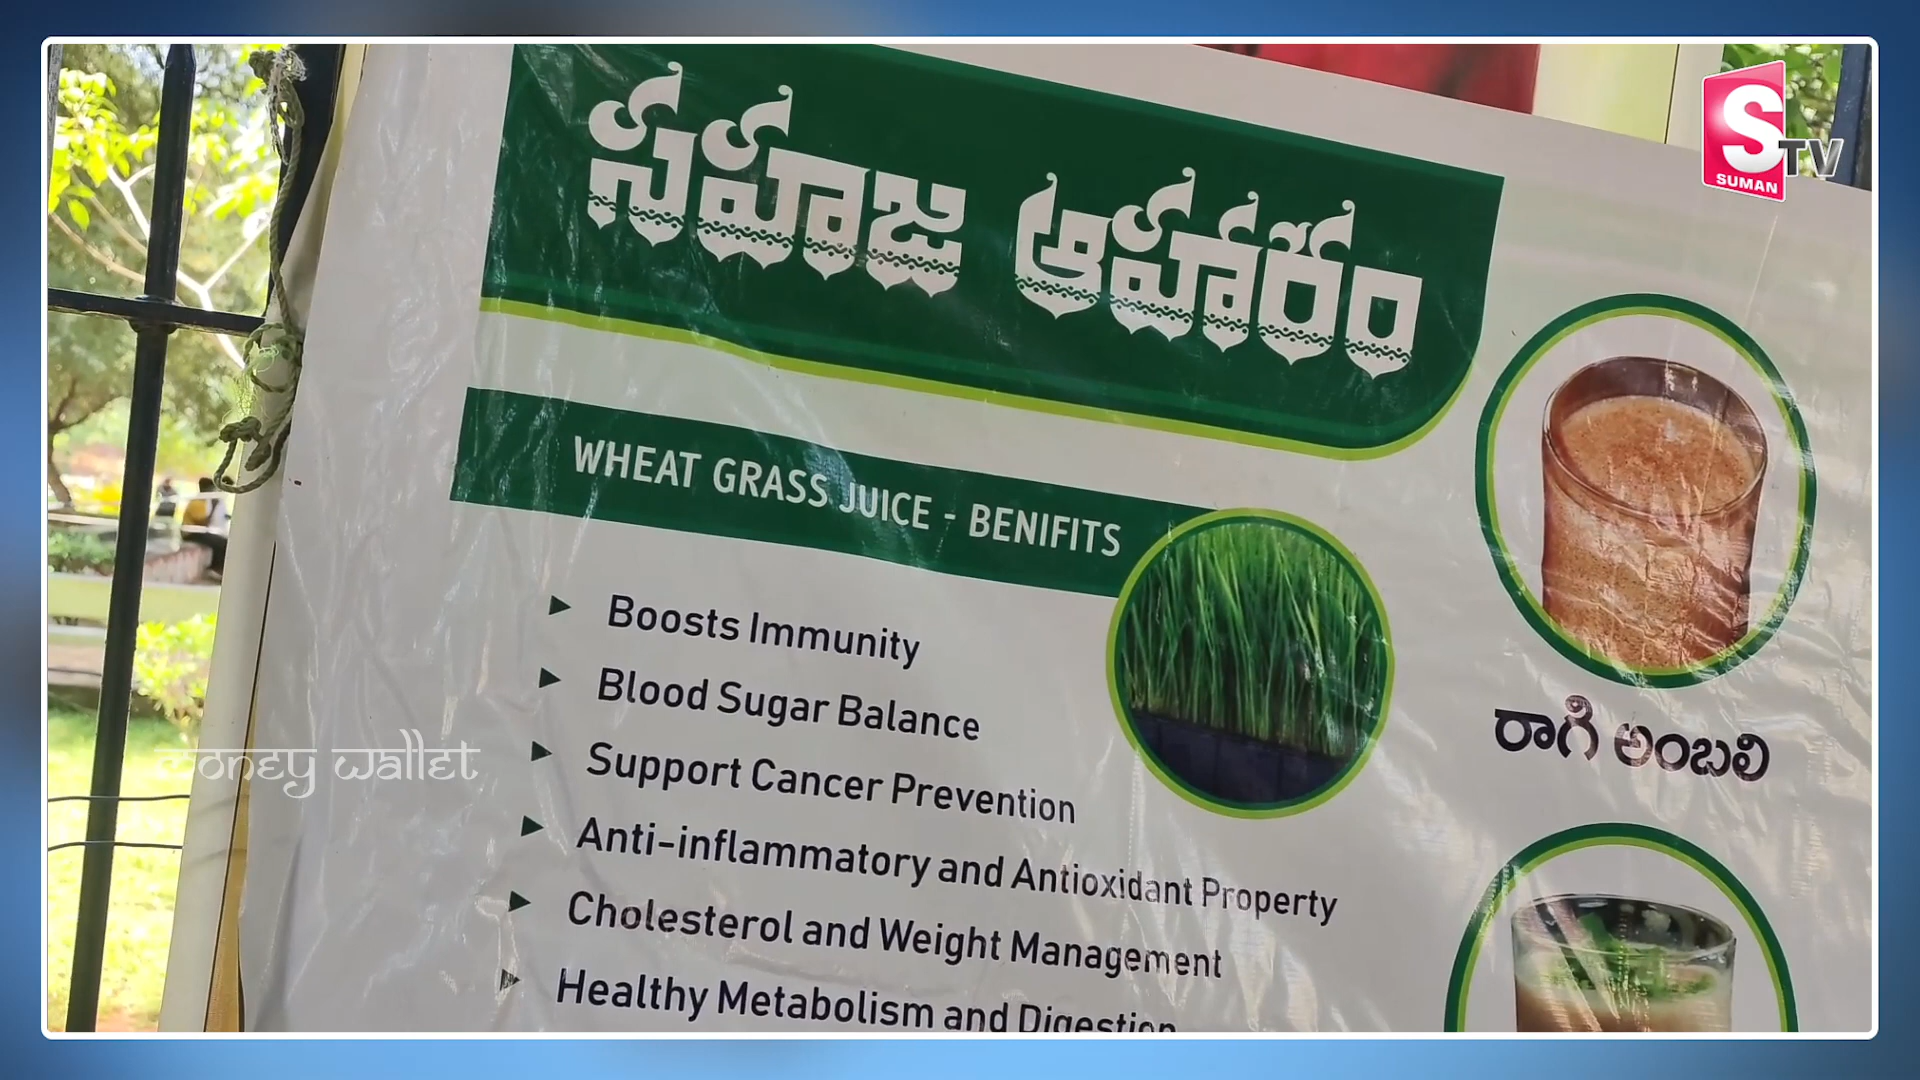 సహజ ఆహారం
S
TV
SUMAN
WHEAT GRASS JUICE - BENIFITS
Boosts Immunity
Blood Sugar Balance
Support Cancer Prevention
Anti-inflammatory and Antioxidant Property
Cholesterol and Weight Management
Healthy Metabolism and Digestion
రాగి అంబలి
money wallet